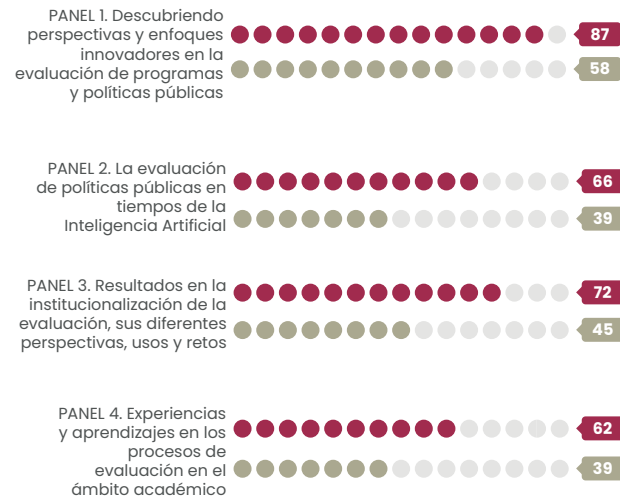 PANEL 1. Descubriendo
perspectivas y enfoques
innovadores en la
evaluación de programas
y políticas públicas
87
58
PANEL 2. La evaluación
de políticas públicas en
tiempos de la
Inteligencia Artificial
66
39
PANEL 3. Resultados en la
institucionalización de la
evaluación, sus diferentes
perspectivas, usos y retos
72
45
PANEL 4. Experiencias
y aprendizajes en los
procesos de
evaluación en el
ámbito académico
62
39